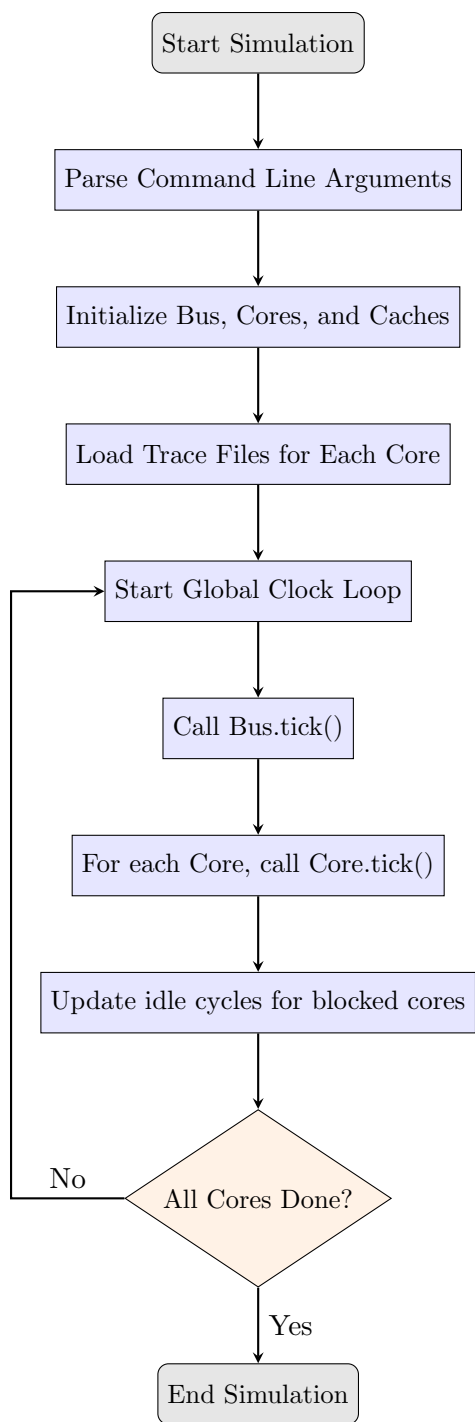 Start Simulation
Parse Command Line Arguments
Initialize Bus, Cores, and Caches
Load Trace Files for Each Core
Start Global Clock Loop
Call Bus.tick()
For each Core, call Core.tick()
Update idle cycles for blocked cores
All Cores Done?
No
Yes
End Simulation